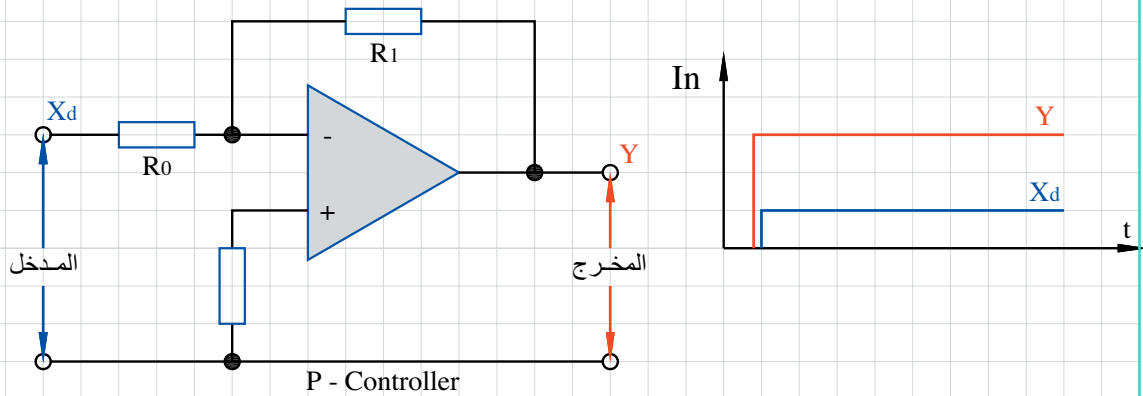 R1
Xd
R0
-
+
Y
المدخل
المخرج
P - Controller
In
Y
Xd
t